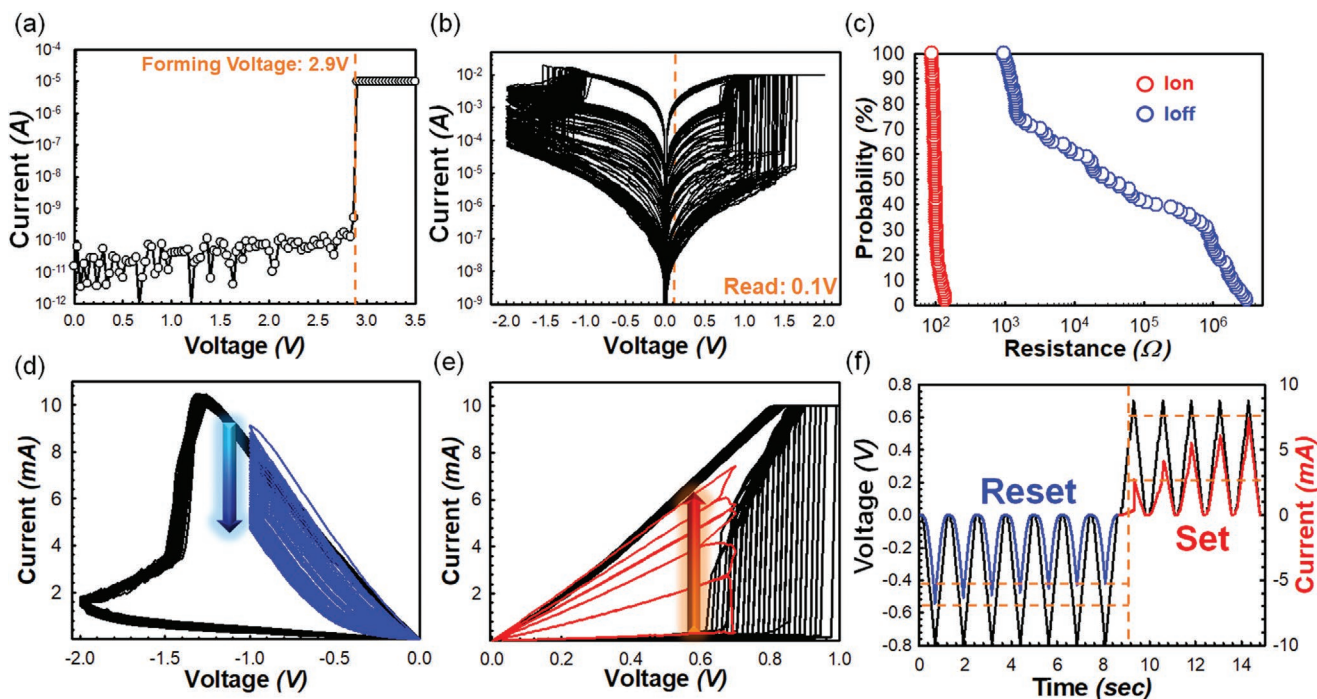 (a)
10-4
10-5
10-6
10-7
10-8
10-9
10-10
10-11
10-12
Current (A)
Forming Voltage: 2.9V
0.0 0.5 1.0 1.5 2.0 2.5 3.0 3.5
Voltage (V)
(b)
10-1
10-2
10-3
10-4
10-5
10-6
10-7
10-8
10-9
Current (A)
Read: 0.1V
-2.0 -1.5 -1.0 -0.5 0.0 0.5 1.0 1.5 2.0
Voltage (V)
(c)
100
90
80
70
60
50
40
30
20
10
0
Probability (%)
Ion
Ioff
10² 10³ 10⁴ 10⁵ 10⁶
Resistance (Ω)
(d)
10
8
6
4
2
Current (mA)
-2.0 -1.5 -1.0 -0.5 0.0
Voltage (V)
(e)
10
8
6
4
2
Current (mA)
0.0 0.2 0.4 0.6 0.8 1.0
Voltage (V)
(f)
0.8
0.6
0.4
0.2
0.0
-0.2
-0.4
-0.6
-0.8
Voltage (V)
Reset
Set
10
5
0
-5
-10
Current (mA)
0 2 4 6 8 10 12 14
Time (sec)